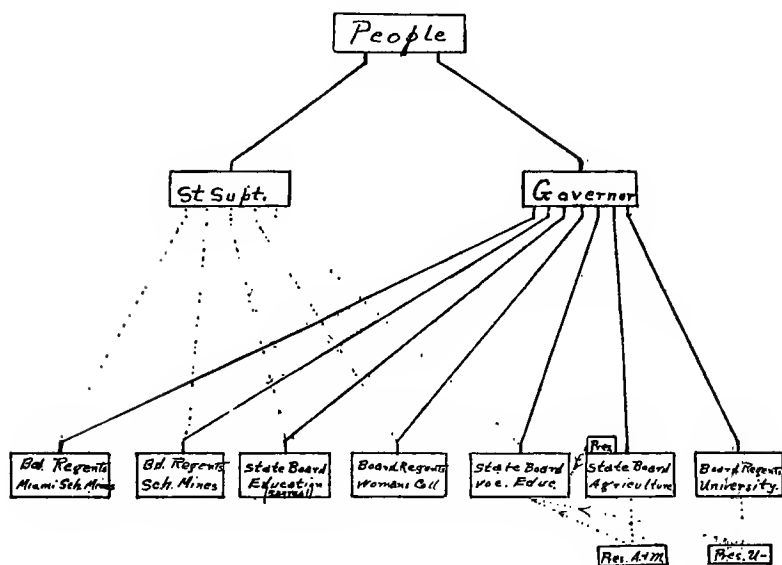 People
St Supt.
Governor
Bd. Regents
Miami Sch Mines
Bd. Regents
Sch. Mines
State Board
Education
(normal)
Board Regents
Womans Coll
State Board
Voc. Educ.
Pres
State Board
Agriculture
Board Regents
University.
Pres. A+M.
Pres. U-